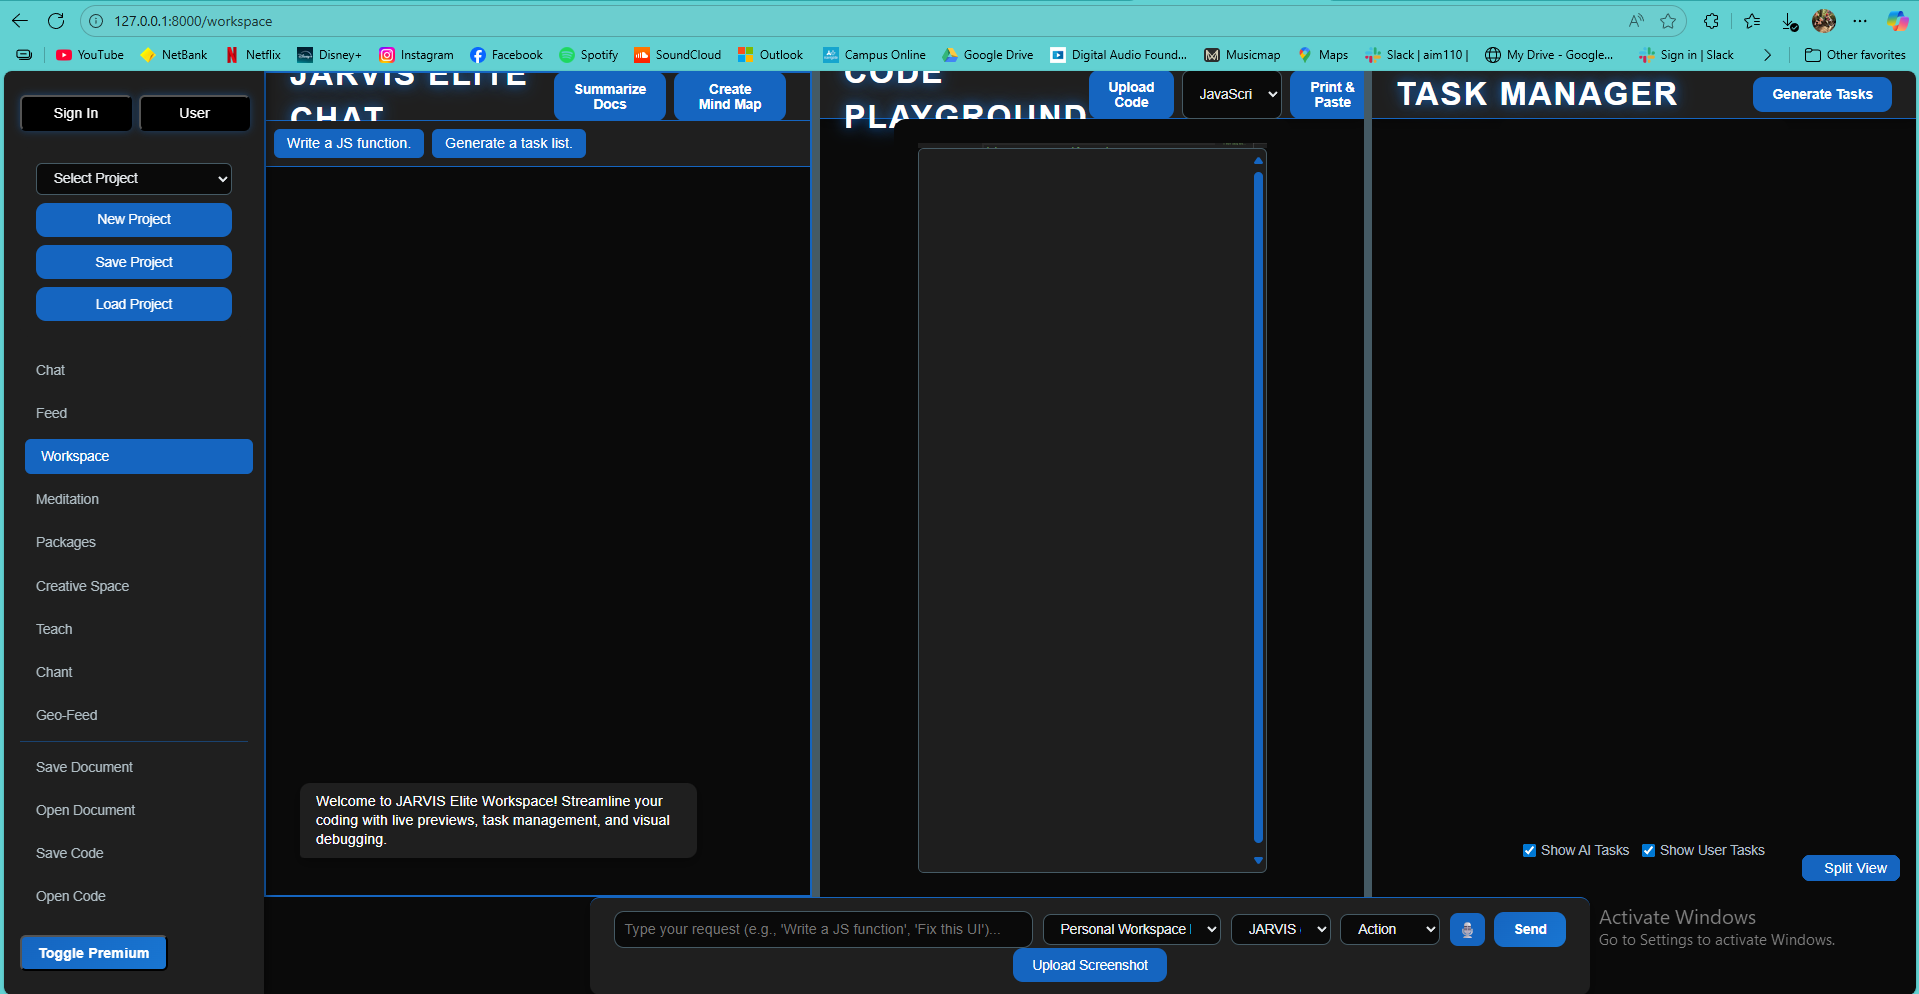 127.0.0.1:8000/workspace
YouTube
NetBank
Netflix
Disney+
Instagram
Facebook
Spotify
SoundCloud
Outlook
Campus Online
Google Drive
Digital Audio Found...
Musicmap
Maps
Slack | aim110 |
My Drive - Google...
Sign in | Slack
Other favorites
Sign In
User
Select Project
New Project
Save Project
Load Project
Chat
Feed
Workspace
Meditation
Packages
Creative Space
Teach
Chant
Geo-Feed
Save Document
Open Document
Save Code
Open Code
Toggle Premium
JARVIS ELITE
CHAT
Summarize
Docs
Create
Mind Map
Write a JS function.
Generate a task list.
Welcome to JARVIS Elite Workspace! Streamline your
coding with live previews, task management, and visual
debugging.
CODE
PLAYGROUND
Upload
Code
JavaScri
Print &
Paste
TASK MANAGER
Generate Tasks
Show AI Tasks
Show User Tasks
Split View
Type your request (e.g., 'Write a JS function', 'Fix this UI')...
Personal Workspace
JARVIS
Action
Send
Upload Screenshot
Activate Windows
Go to Settings to activate Windows.